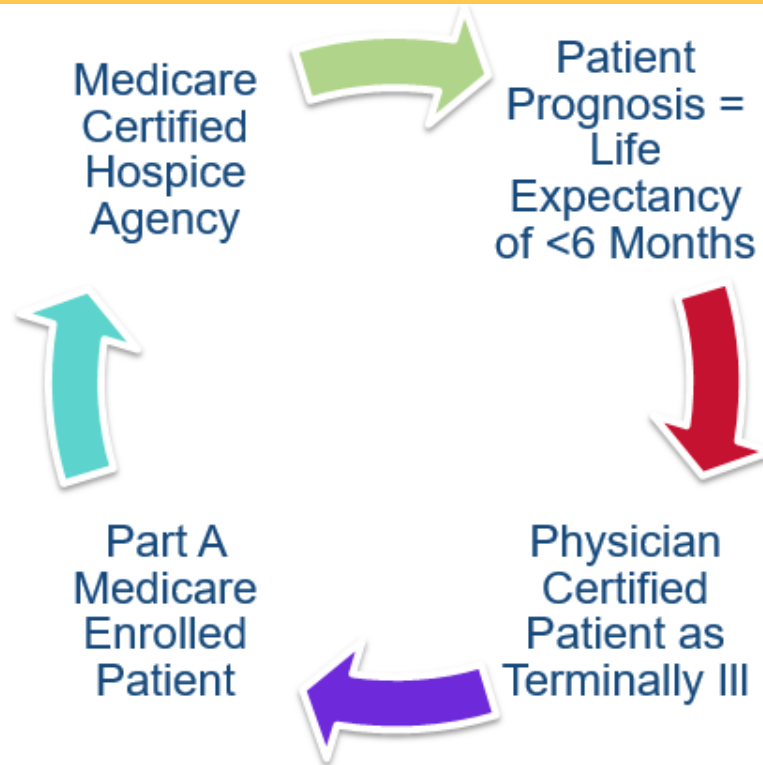 Medicare
Certified
Hospice
Agency
Patient
Prognosis =
Life
Expectancy
of <6 Months
Physician
Certified
Patient as
Terminally Ill
Part A
Medicare
Enrolled
Patient